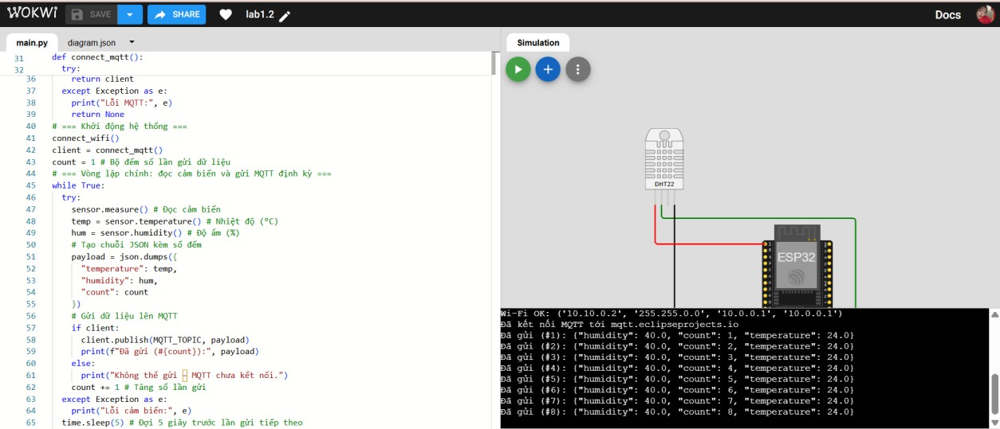 WOKWi
SAVE
SHARE
lab1.2
Docs
main.py
diagram.json
Simulation
31 def connect_mqtt():
32 try:
36 return client
37 except Exception as e:
38 print("Lỗi MQTT:", e)
39 return None
40 # === Khởi động hệ thống ===
41 connect_wifi()
42 client = connect_mqtt()
43 count = 1 # Bộ đếm số lần gửi dữ liệu
44 # === Vòng lặp chính: đọc cảm biến và gửi MQTT định kỳ ===
45 while True:
46 try:
47 sensor.measure() # Đọc cảm biến
48 temp = sensor.temperature() # Nhiệt độ (°C)
49 hum = sensor.humidity() # Độ ẩm (%)
50 # Tạo chuỗi JSON kèm số đếm
51 payload = json.dumps({
52 "temperature": temp,
53 "humidity": hum,
54 "count": count
55 })
56 # Gửi dữ liệu lên MQTT
57 if client:
58 client.publish(MQTT_TOPIC, payload)
59 print(f"Đã gửi (#{count}):", payload)
60 else:
61 print("Không thể gửi – MQTT chưa kết nối.")
62 count += 1 # Tăng số lần gửi
63 except Exception as e:
64 print("Lỗi cảm biến:", e)
65 time.sleep(5) # Đợi 5 giây trước lần gửi tiếp theo
DHT22
ESP32
Wi-Fi OK: ('10.10.0.2', '255.255.0.0', '10.0.0.1', '10.0.0.1')
Đã kết nối MQTT tới mqtt.eclipseprojects.io
Đã gửi (#1): {"humidity": 40.0, "count": 1, "temperature": 24.0}
Đã gửi (#2): {"humidity": 40.0, "count": 2, "temperature": 24.0}
Đã gửi (#3): {"humidity": 40.0, "count": 3, "temperature": 24.0}
Đã gửi (#4): {"humidity": 40.0, "count": 4, "temperature": 24.0}
Đã gửi (#5): {"humidity": 40.0, "count": 5, "temperature": 24.0}
Đã gửi (#6): {"humidity": 40.0, "count": 6, "temperature": 24.0}
Đã gửi (#7): {"humidity": 40.0, "count": 7, "temperature": 24.0}
Đã gửi (#8): {"humidity": 40.0, "count": 8, "temperature": 24.0}